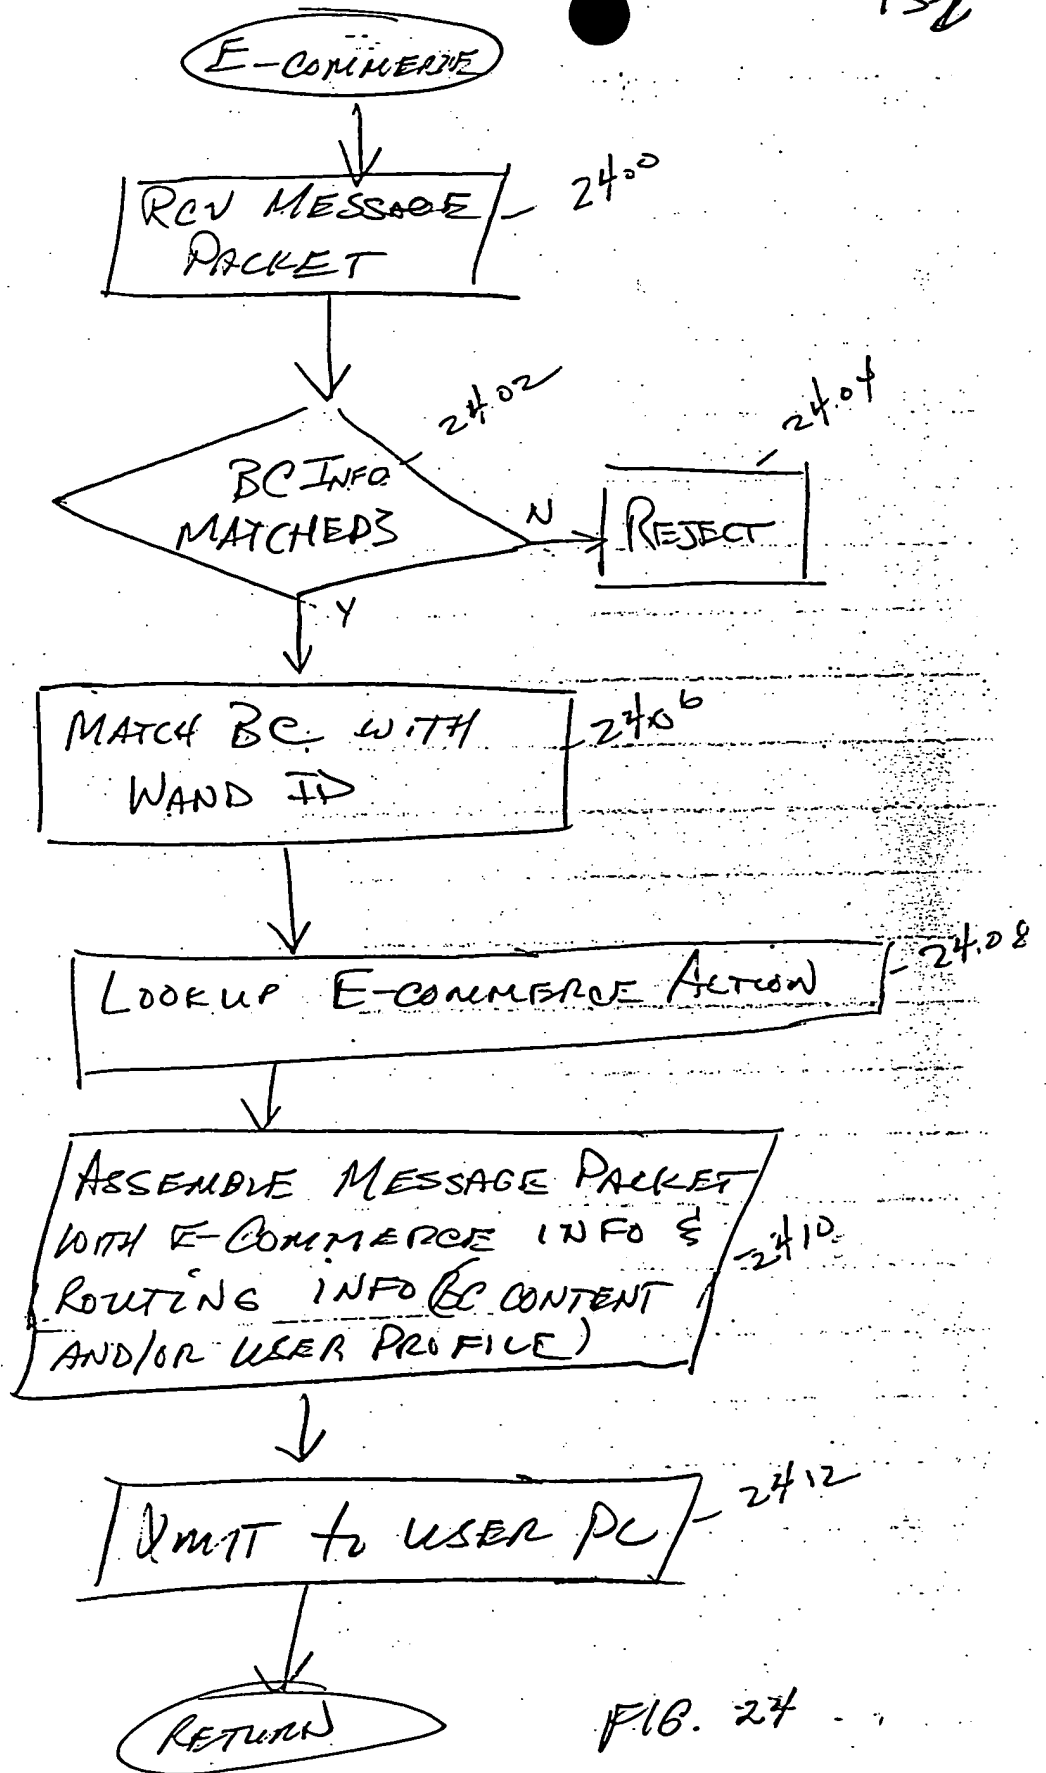 E-COMMERCE
RCV MESSAGE
PACKET
2400
BC INFO
MATCHED?
2402
N
REJECT
2404
Y
MATCH BC WITH
WAND ID
2406
LOOKUP E-COMMERCE ACTION
2408
ASSEMBLE MESSAGE PACKET
WITH E-COMMERCE INFO &
ROUTING INFO (BC CONTENT
AND/OR USER PROFILE)
2410
XMIT to USER PC
2412
RETURN
FIG. 24